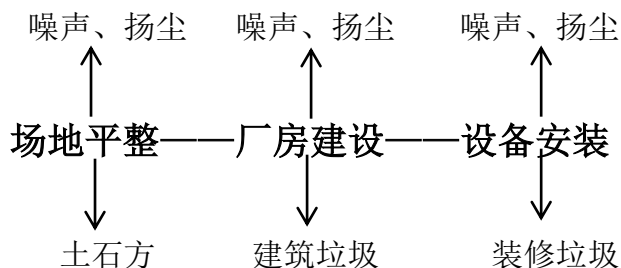 噪声、扬尘 噪声、扬尘 噪声、扬尘
场地平整——厂房建设——设备安装
土石方 建筑垃圾 装修垃圾